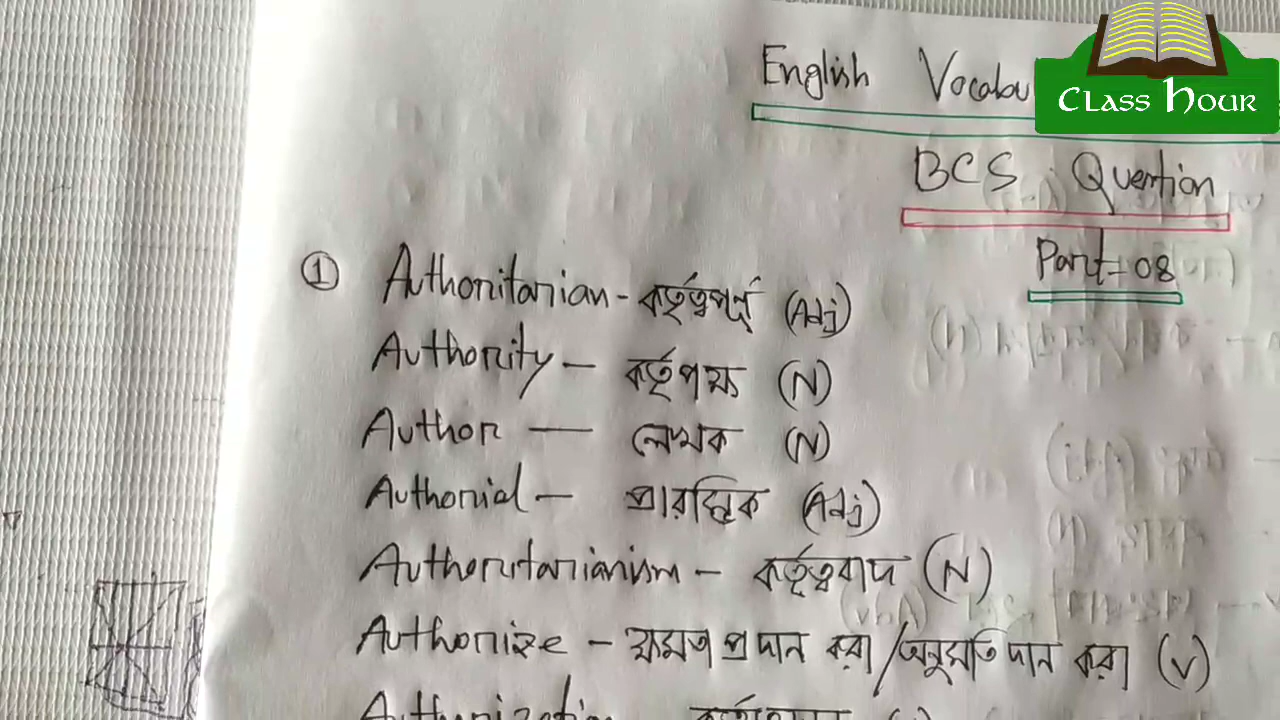 English Vocabu
CLASS HOUR
BCS Question
Part-08
① Authoritarian - কর্তৃত্বপূর্ণ (Adj)
Authority — কর্তৃপক্ষ (N)
Author — লেখক (N)
Authorial — প্রারম্ভিক (Adj)
Authoritarianism - কর্তৃত্ববাদ (N)
Authorize - ক্ষমতা প্রদান করা / অনুমতি দান করা (V)
Authorization